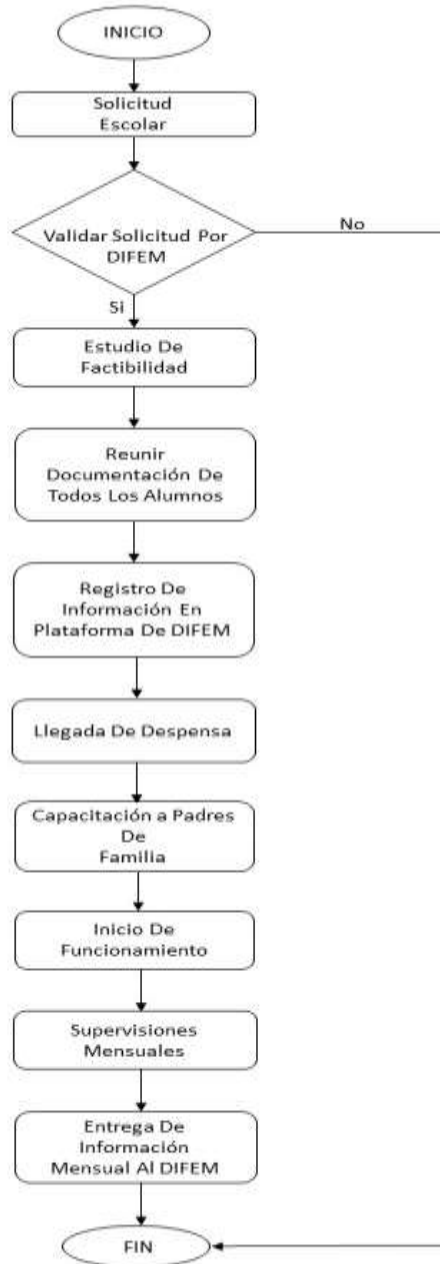 INICIO
Solicitud
Escolar
Validar Solicitud Por
DIFEM
No
Si
Estudio De
Factibilidad
Reunir
Documentación De
Todos Los Alumnos
Registro De
Información En
Plataforma De DIFEM
Llegada De Despensa
Capacitación a Padres
De
Familia
Inicio De
Funcionamiento
Supervisiones
Mensuales
Entrega De
Información
Mensual Al DIFEM
FIN